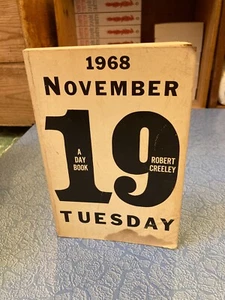 1968
NOVEMBER
19
A
DAY
BOOK
ROBERT
CREELEY
TUESDAY